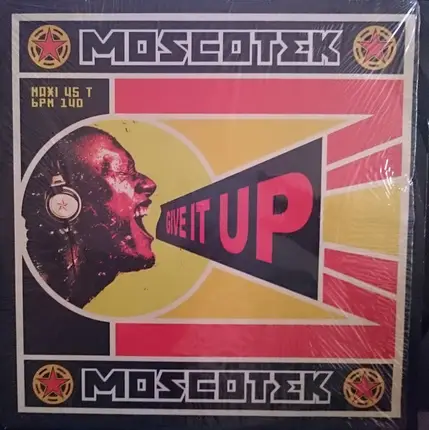 MOSCOTEK
MAXI 45 T
BPM 140
GIVE IT UP
MOSCOTEK